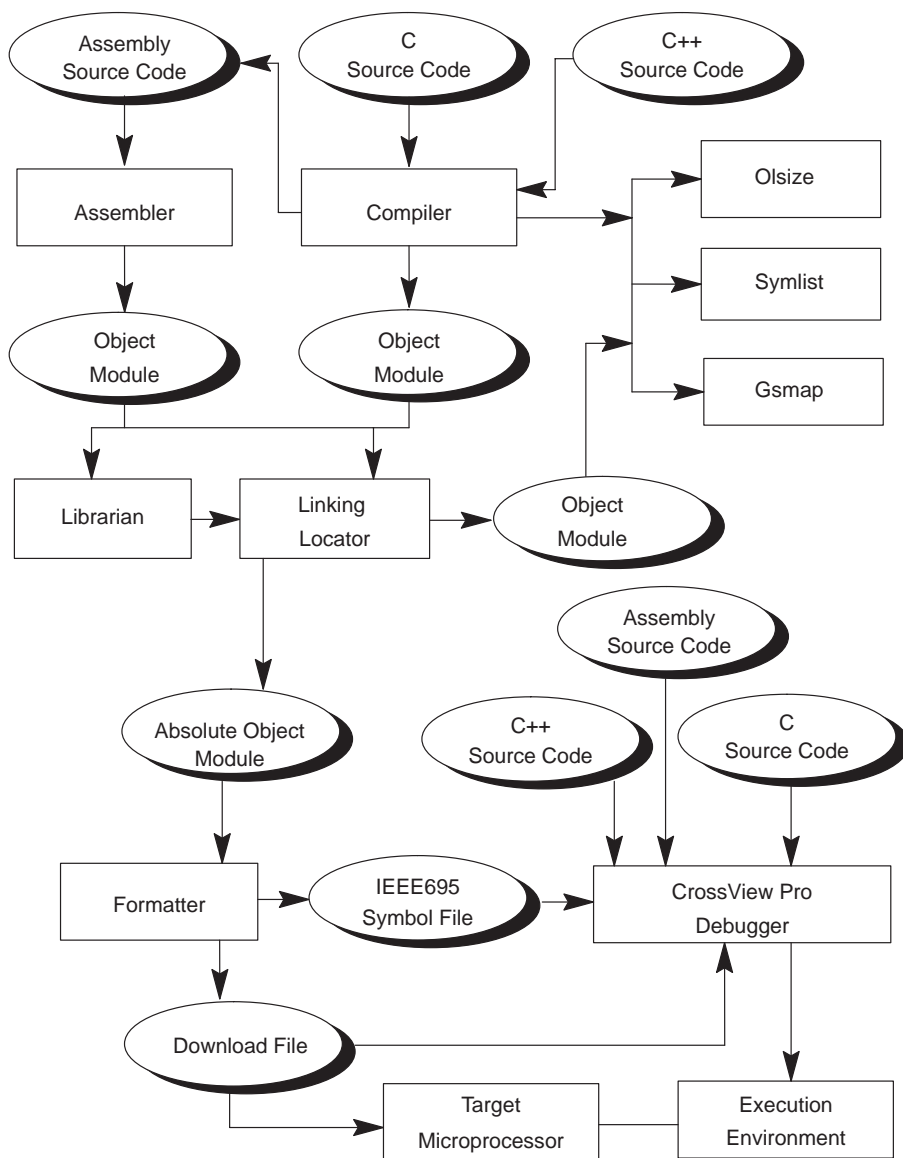 Assembly
Source Code
C
Source Code
C++
Source Code
Assembler
Compiler
Olsize
Symlist
Gsmap
Object
Module
Object
Module
Librarian
Linking
Locator
Object
Module
Assembly
Source Code
Absolute Object
Module
C++
Source Code
C
Source Code
Formatter
IEEE695
Symbol File
CrossView Pro
Debugger
Download File
Target
Microprocessor
Execution
Environment